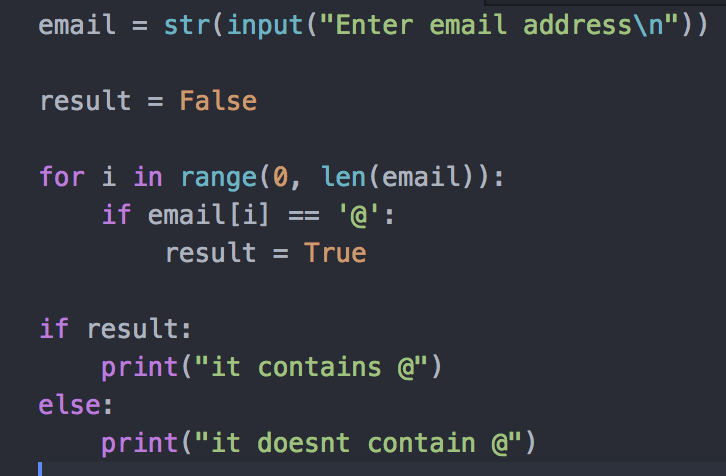 email = str(input("Enter email address\n"))
result = False
for i in range(0, len(email)):
    if email[i] == '@':
        result = True
if result:
    print("it contains @")
else:
    print("it doesnt contain @")